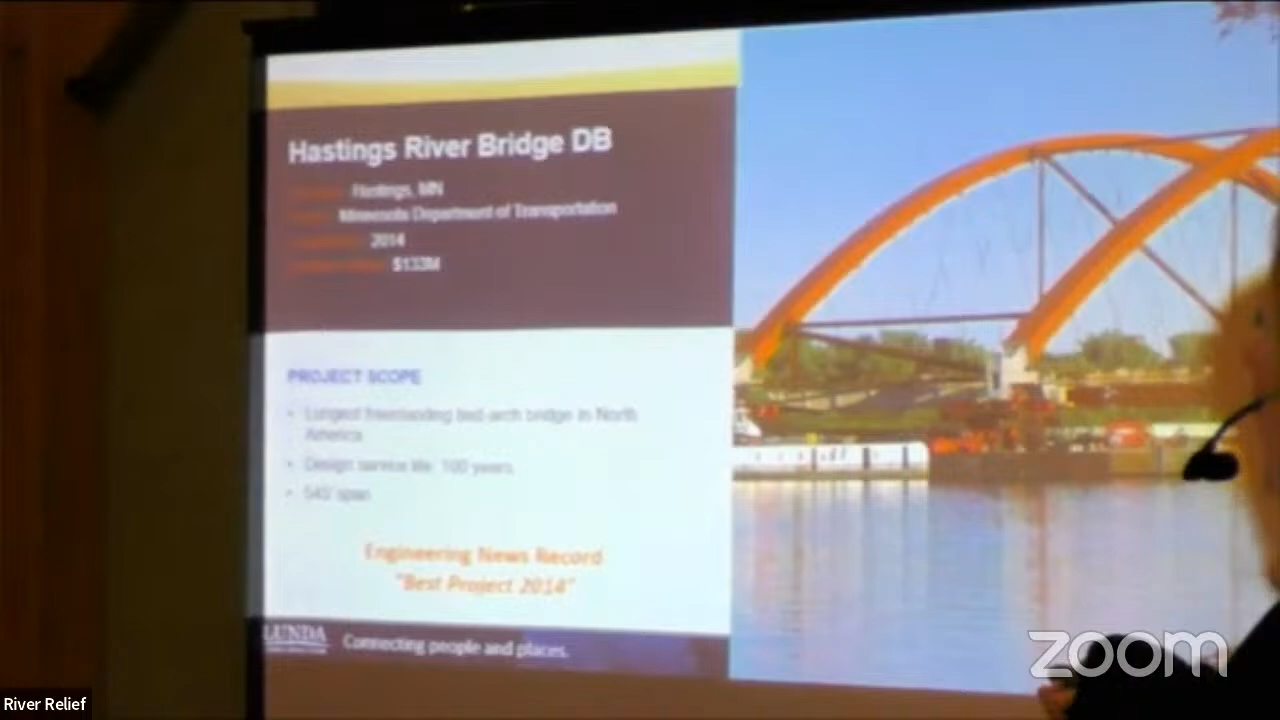 Hastings River Bridge DB
Hastings, MN
Minnesota Department of Transportation
2014
$133M
PROJECT SCOPE
• Longest freestanding tied-arch bridge in North
America
• Design service life: 100 years
• 545' span
Engineering News Record
"Best Project 2014"
LUNDA
Connecting people and places.
zoom
River Relief